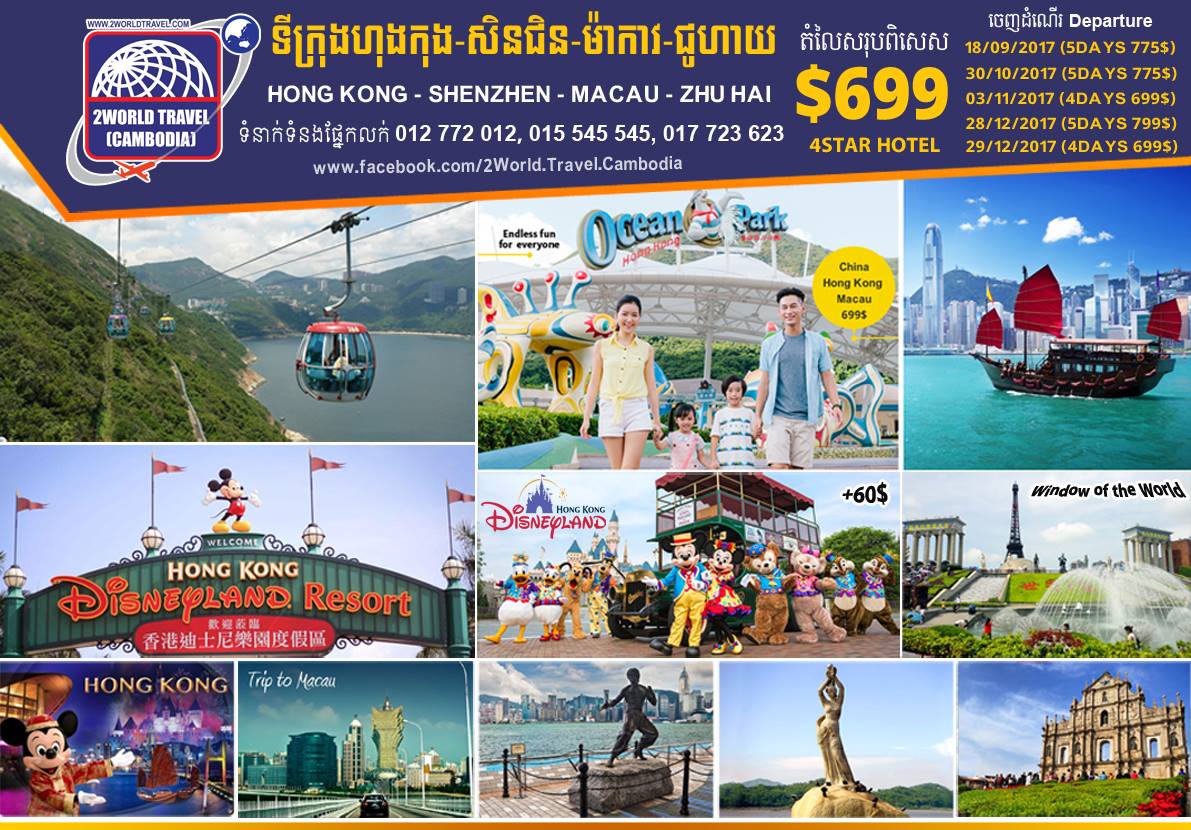 www.2WORLDTRAVEL.COM
2WORLD TRAVEL
(CAMBODIA)
ទីក្រុងហុងកុង-សិនជិន-ម៉ាកាវ-ជូហាយ
HONG KONG - SHENZHEN - MACAU - ZHU HAI
ទំនាក់ទំនងផ្នែកលក់ 012 772 012, 015 545 545, 017 723 623
www.facebook.com/2World.Travel.Cambodia
តំលៃសរុបពិសេស
$699
4STAR HOTEL
ចេញដំណើរ Departure
18/09/2017 (5DAYS 775$)
30/10/2017 (5DAYS 775$)
03/11/2017 (4DAYS 699$)
28/12/2017 (5DAYS 799$)
29/12/2017 (4DAYS 699$)
Endless fun
for everyone
Ocean Park
Hong Kong
China
Hong Kong
Macau
699$
WELCOME
HONG KONG
DISNEYLAND Resort
歡迎蒞臨
香港迪士尼樂園度假區
HONG KONG
DISNEYLAND
+60$
Window of the World
HONG KONG
Trip to Macau